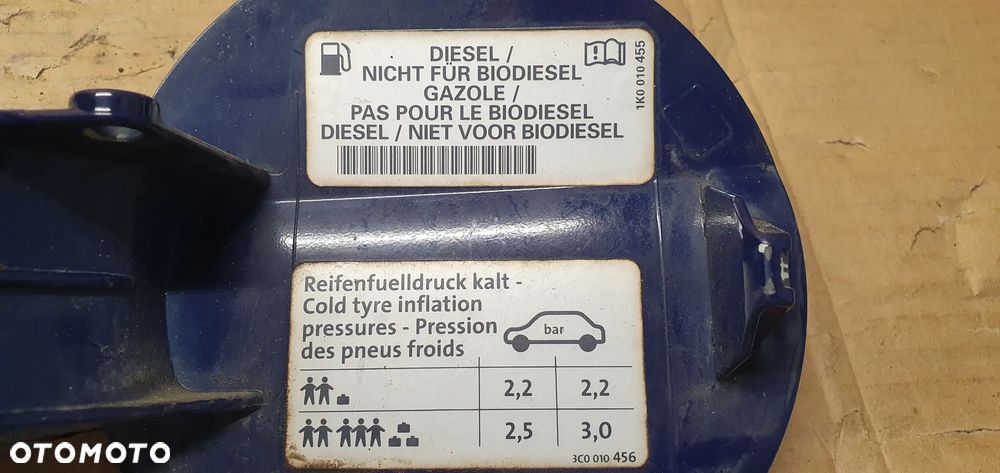 DIESEL /
NICHT FÜR BIODIESEL
GAZOLE /
PAS POUR LE BIODIESEL
DIESEL / NIET VOOR BIODIESEL
1K0 010 455
Reifenfuelldruck kalt -
Cold tyre inflation
pressures - Pression
des pneus froids
bar
2,2 2,2
2,5 3,0
3C0 010 456
OTOMOTO